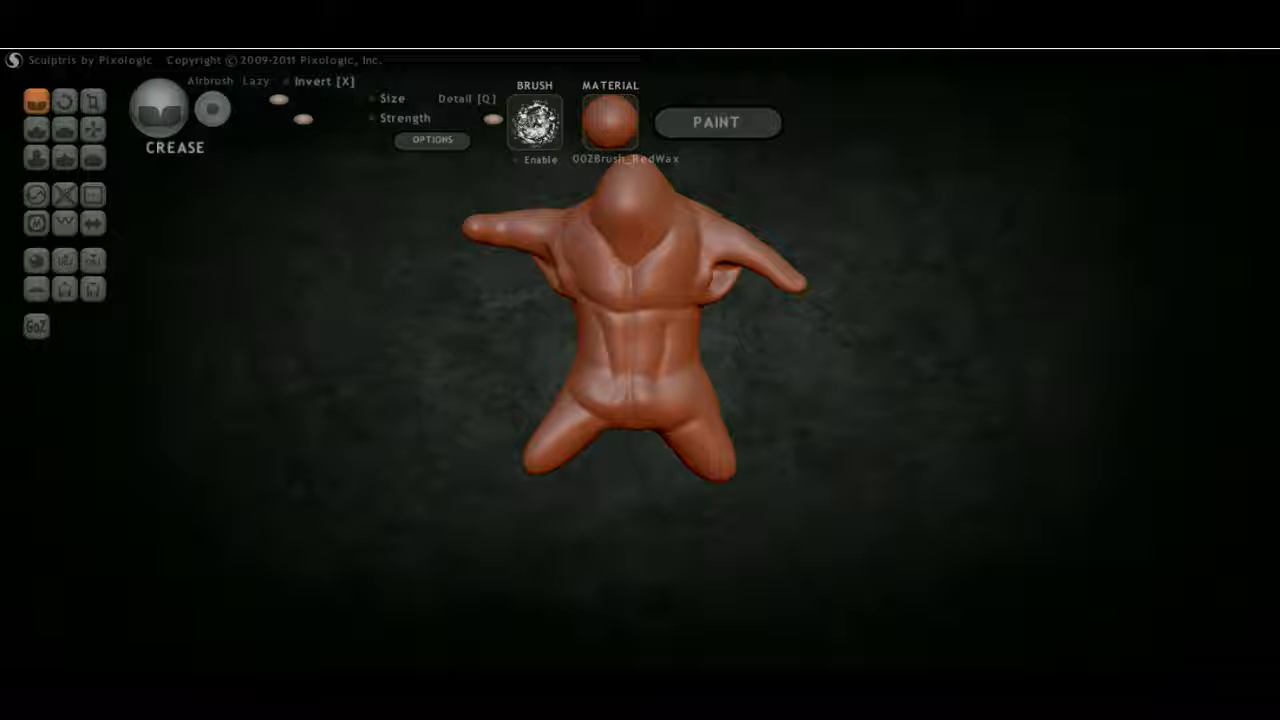 Sculptris by Pixologic Copyright © 2009-2011 Pixologic, Inc.
Airbrush Lazy Invert [X]
BRUSH MATERIAL
Size Detail [Q]
Strength
PAINT
OPTIONS
CREASE
Enable 002Brush_RedWax
GoZ